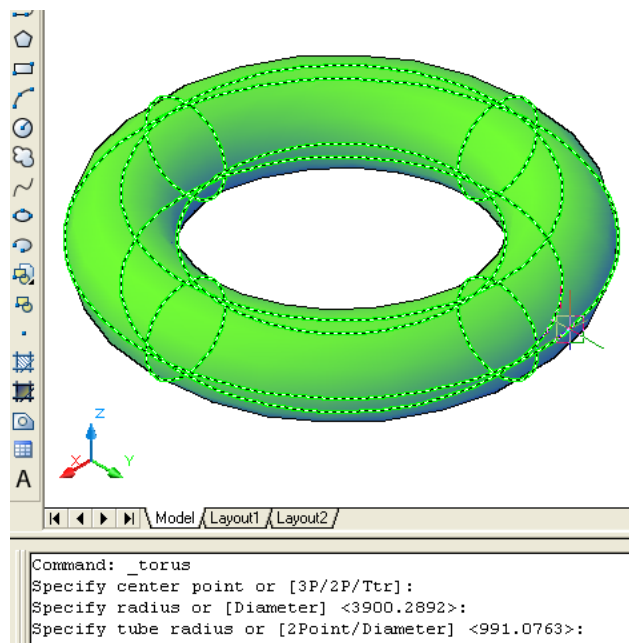 A
Z
X
Y
Model Layout1 Layout2
Command: _torus
Specify center point or [3P/2P/Ttr]:
Specify radius or [Diameter] <3900.2892>:
Specify tube radius or [2Point/Diameter] <991.0763>: